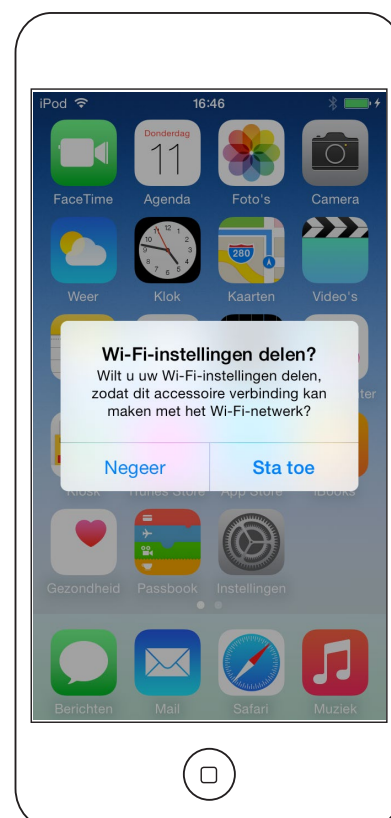 iPod 16:46
Donderdag
11
12
280
FaceTime Agenda Foto's Camera
Weer Klok Kaarten Video's
Wi-Fi-instellingen delen?
Wilt u uw Wi-Fi-instellingen delen,
zodat dit accessoire verbinding kan
maken met het Wi-Fi-netwerk?
Negeer Sta toe
Kiosk iTunes Store App Store iBooks
Gezondheid Passbook Instellingen
Berichten Mail Safari Muziek